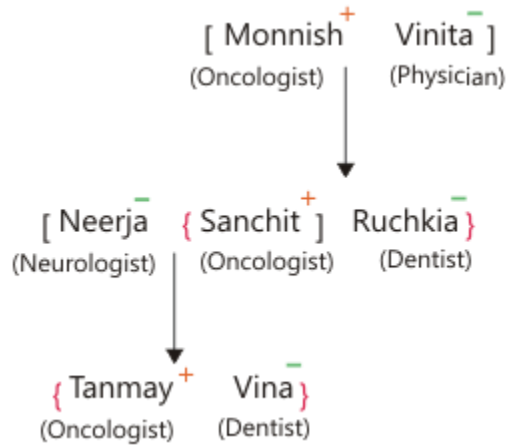 [ Monnish+ Vinita− ]
(Oncologist) (Physician)
[ Neerja− { Sanchit+ ] Ruchkia− }
(Neurologist) (Oncologist) (Dentist)
{ Tanmay+ Vina− }
(Oncologist) (Dentist)